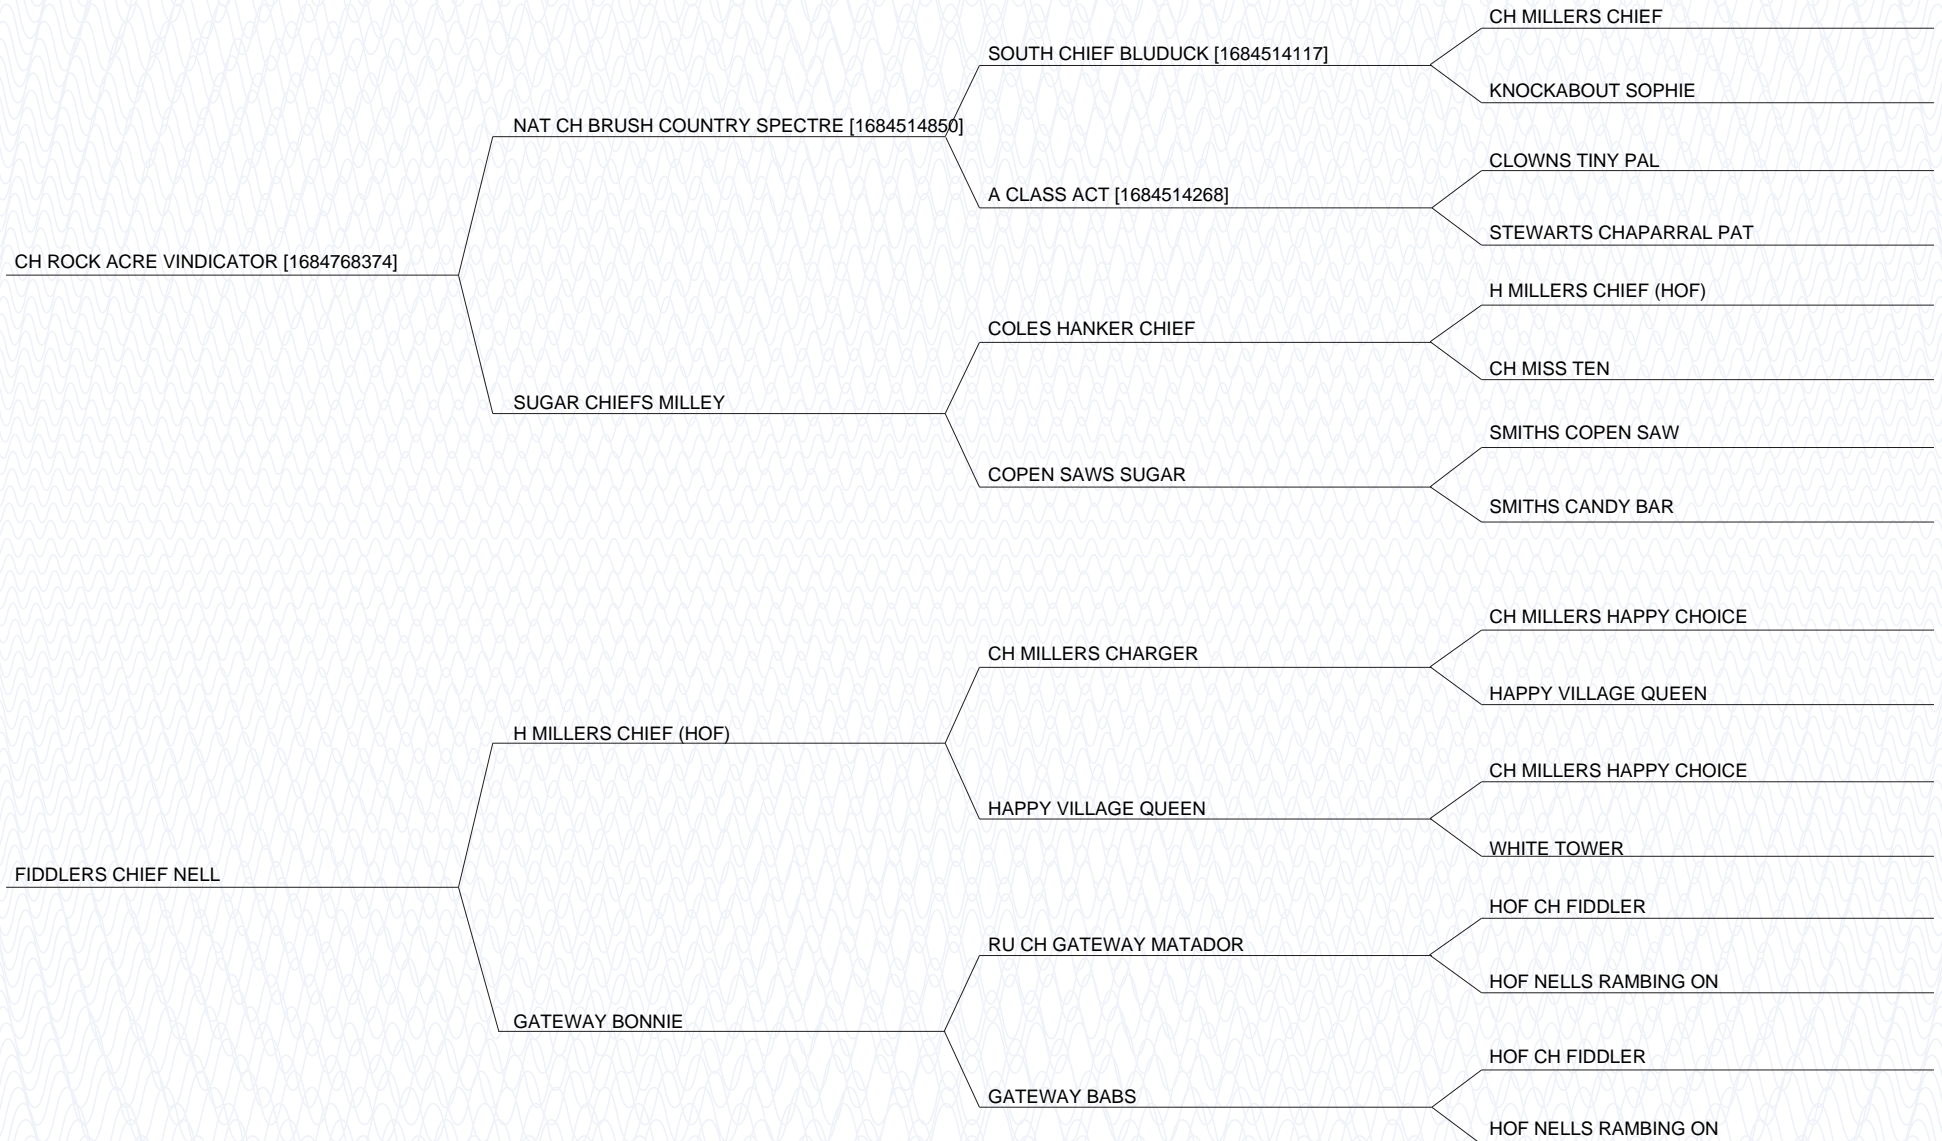 CH MILLERS CHIEF
SOUTH CHIEF BLUDUCK [1684514117]
KNOCKABOUT SOPHIE
NAT CH BRUSH COUNTRY SPECTRE [1684514850]
CLOWNS TINY PAL
A CLASS ACT [1684514268]
STEWARTS CHAPARRAL PAT
CH ROCK ACRE VINDICATOR [1684768374]
H MILLERS CHIEF (HOF)
COLES HANKER CHIEF
CH MISS TEN
SUGAR CHIEFS MILLEY
SMITHS COPEN SAW
COPEN SAWS SUGAR
SMITHS CANDY BAR
CH MILLERS HAPPY CHOICE
CH MILLERS CHARGER
HAPPY VILLAGE QUEEN
H MILLERS CHIEF (HOF)
CH MILLERS HAPPY CHOICE
HAPPY VILLAGE QUEEN
WHITE TOWER
FIDDLERS CHIEF NELL
HOF CH FIDDLER
RU CH GATEWAY MATADOR
HOF NELLS RAMBING ON
GATEWAY BONNIE
HOF CH FIDDLER
GATEWAY BABS
HOF NELLS RAMBING ON